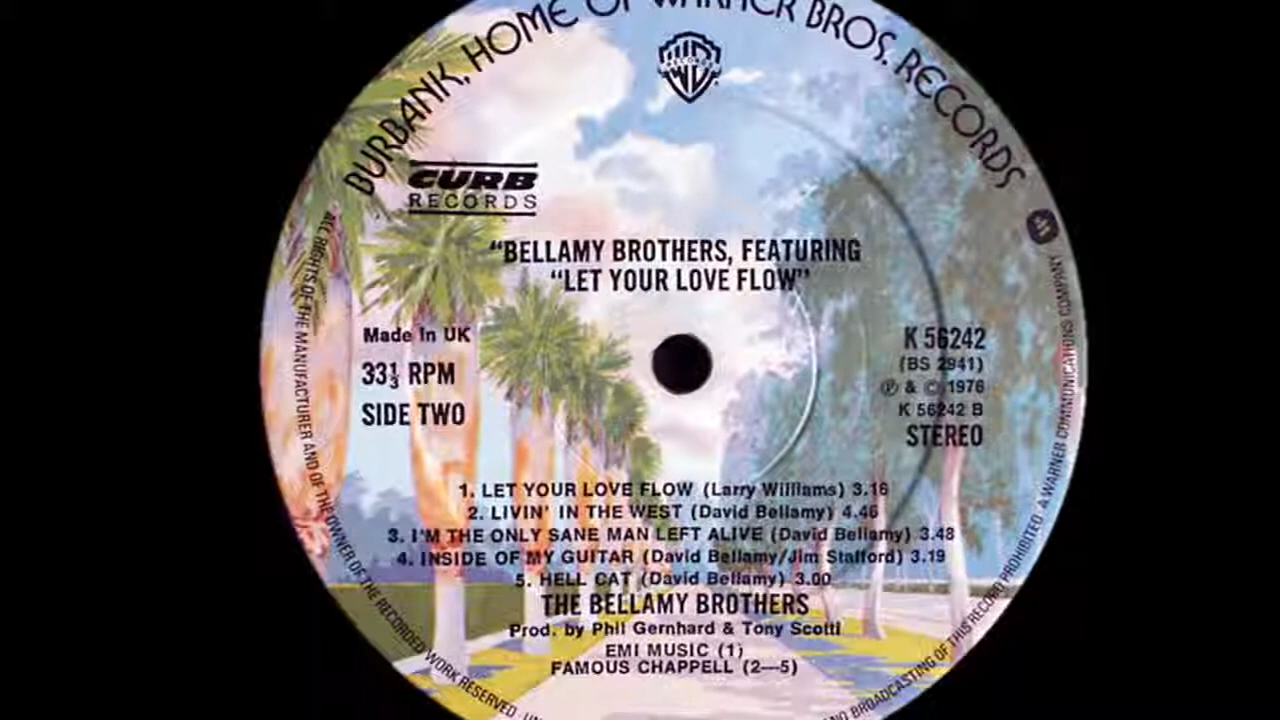 BURBANK, HOME OF WARNER BROS. RECORDS
RECORDS
CURB
RECORDS
"BELLAMY BROTHERS, FEATURING
"LET YOUR LOVE FLOW"
Made In UK
33⅓ RPM
SIDE TWO
K 56242
(BS 2941)
Ⓟ & © 1976
K 56242 B
STEREO
1. LET YOUR LOVE FLOW (Larry Williams) 3.16
2. LIVIN' IN THE WEST (David Bellamy) 4.46
3. I'M THE ONLY SANE MAN LEFT ALIVE (David Bellamy) 3.48
4. INSIDE OF MY GUITAR (David Bellamy/Jim Stafford) 3.19
5. HELL CAT (David Bellamy) 3.00
THE BELLAMY BROTHERS
Prod. by Phil Gernhard & Tony Scotti
EMI MUSIC (1)
FAMOUS CHAPPELL (2—5)
ALL RIGHTS OF THE MANUFACTURER AND OF THE OWNER OF THE RECORDED WORK RESERVED
AND BROADCASTING OF THIS RECORD PROHIBITED. A WARNER COMMUNICATIONS COMPANY